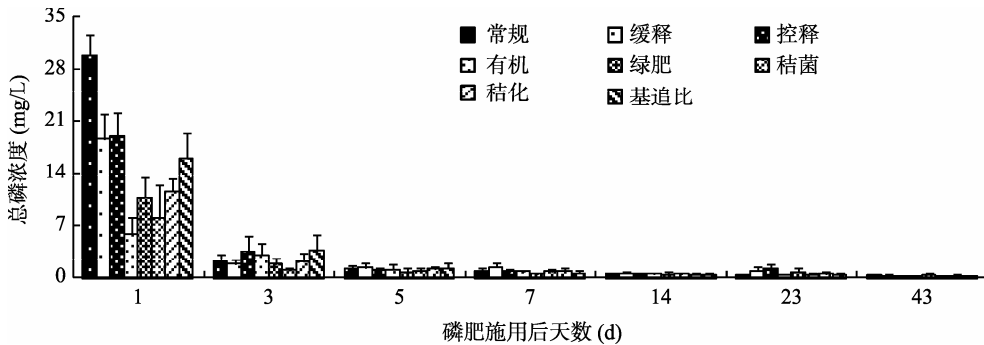 35
28
21
14
7
0
总磷浓度 (mg/L)
常规 缓释 控释
有机 绿肥 秸菌
秸化 基追比
1 3 5 7 14 23 43
磷肥施用后天数 (d)